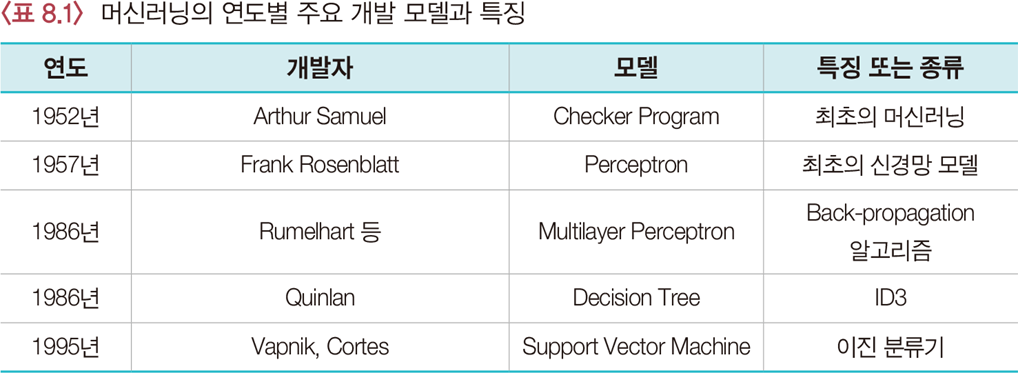 〈표 8.1〉 머신러닝의 연도별 주요 개발 모델과 특징
연도 개발자 모델 특징 또는 종류
1952년 Arthur Samuel Checker Program 최초의 머신러닝
1957년 Frank Rosenblatt Perceptron 최초의 신경망 모델
1986년 Rumelhart 등 Multilayer Perceptron Back-propagation
알고리즘
1986년 Quinlan Decision Tree ID3
1995년 Vapnik, Cortes Support Vector Machine 이진 분류기